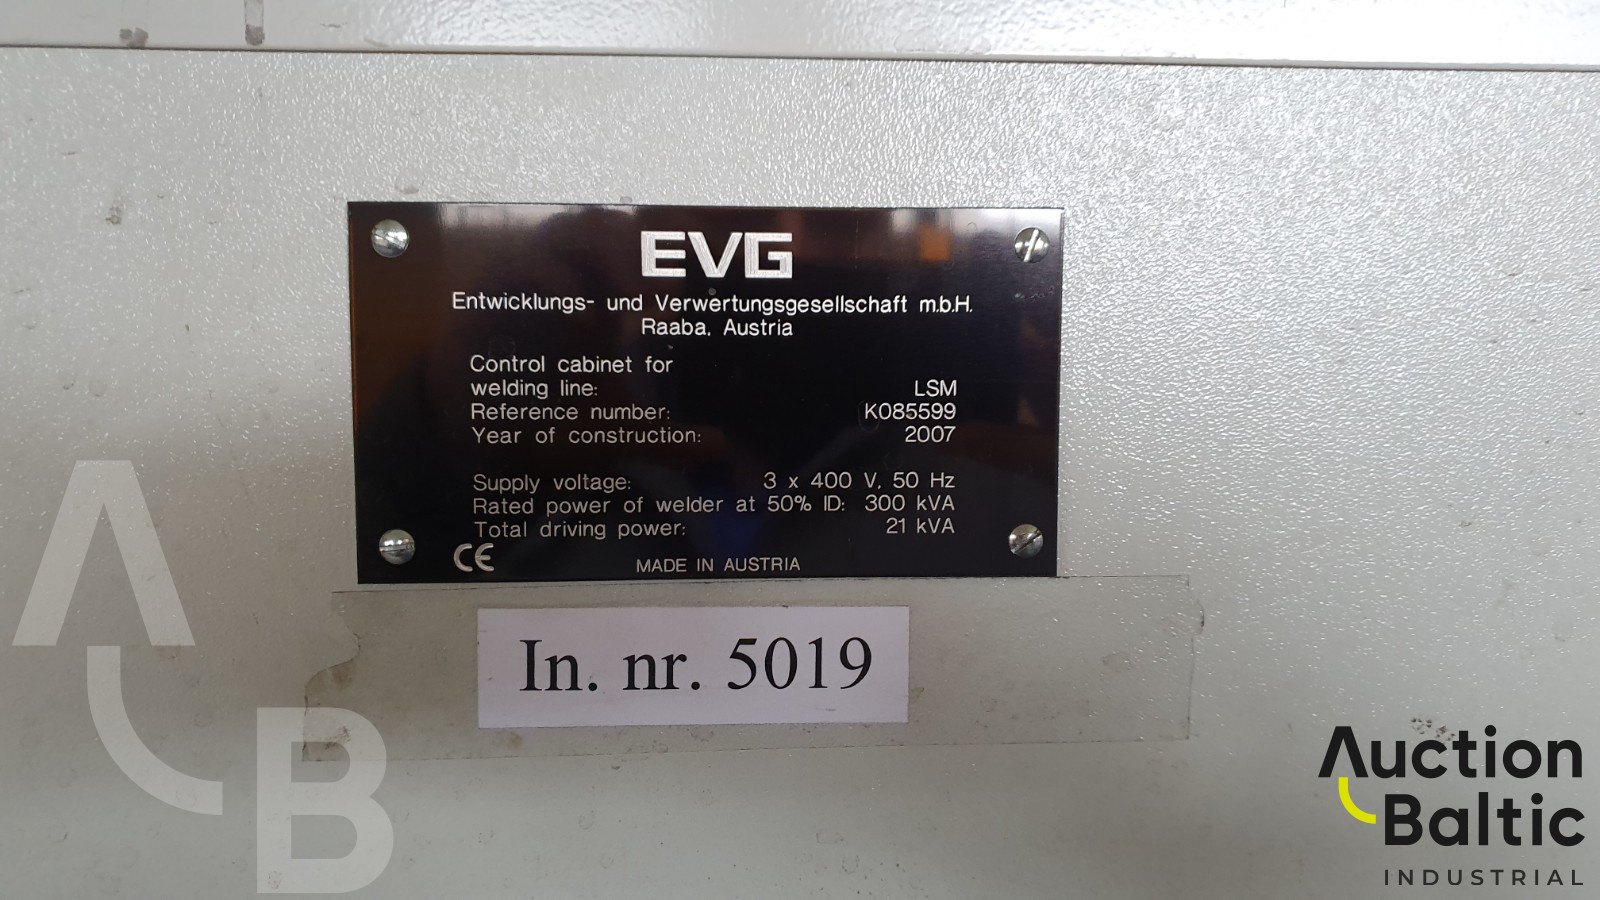 EVG
Entwicklungs- und Verwertungsgesellschaft m.b.H.
Raaba, Austria
Control cabinet for
welding line: LSM
Reference number: K085599
Year of construction: 2007
Supply voltage: 3 x 400 V, 50 Hz
Rated power of welder at 50% ID: 300 kVA
Total driving power: 21 kVA
CE
MADE IN AUSTRIA
In. nr. 5019
AB
Auction
Baltic
INDUSTRIAL